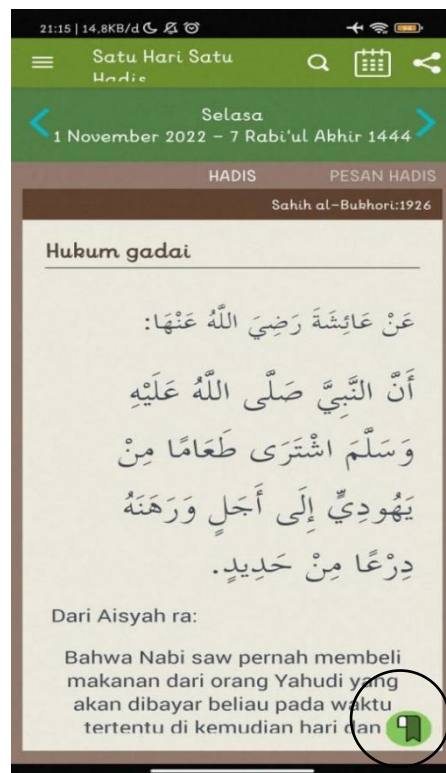 21:15 | 14,8KB/d
Satu Hari Satu
Hadis
Selasa
1 November 2022 – 7 Rabi'ul Akhir 1444
HADIS PESAN HADIS
Sahih al-Bukhori:1926
Hukum gadai
عَنْ عَائِشَةَ رَضِيَ اللَّهُ عَنْهَا:
أَنَّ النَّبِيَّ صَلَّى اللَّهُ عَلَيْهِ
وَسَلَّمَ اشْتَرَى طَعَامًا مِنْ
يَهُودِيٍّ إِلَى أَجَلٍ وَرَهَنَهُ
دِرْعًا مِنْ حَدِيدٍ.
Dari Aisyah ra:
Bahwa Nabi saw pernah membeli
makanan dari orang Yahudi yang
akan dibayar beliau pada waktu
tertentu di kemudian hari dan